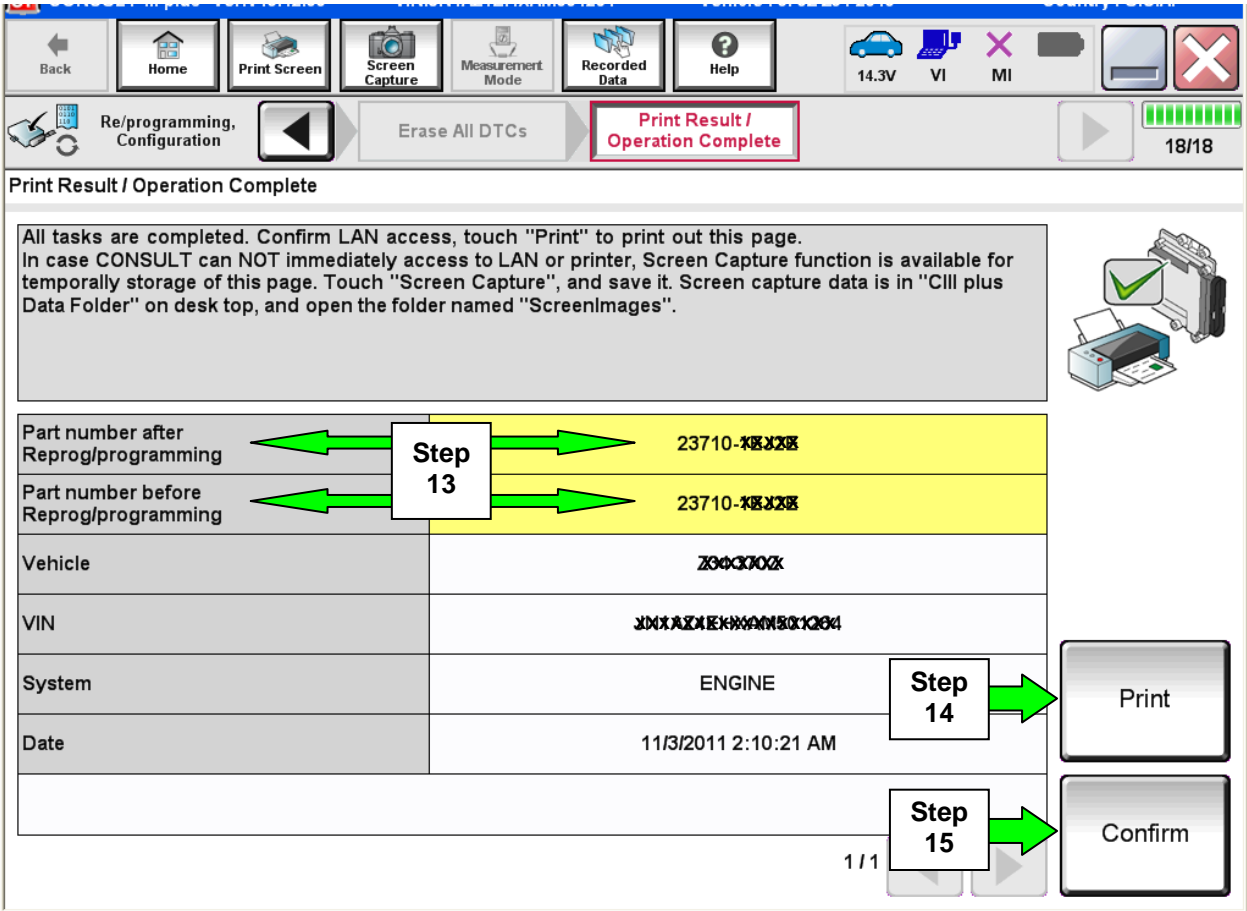 Back
Home
Print Screen
Screen
Capture
Measurement
Mode
Recorded
Data
Help
14.3V
VI
MI
Re/programming,
Configuration
Erase All DTCs
Print Result /
Operation Complete
18/18
Print Result / Operation Complete
All tasks are completed. Confirm LAN access, touch "Print" to print out this page.
In case CONSULT can NOT immediately access to LAN or printer, Screen Capture function is available for
temporally storage of this page. Touch "Screen Capture", and save it. Screen capture data is in "CIII plus
Data Folder" on desk top, and open the folder named "ScreenImages".
Part number after
Reprog/programming
23710-
Step
13
Part number before
Reprog/programming
23710-
Vehicle
VIN
System
ENGINE
Step
14
Print
Date
11/3/2011 2:10:21 AM
Step
15
Confirm
1/1